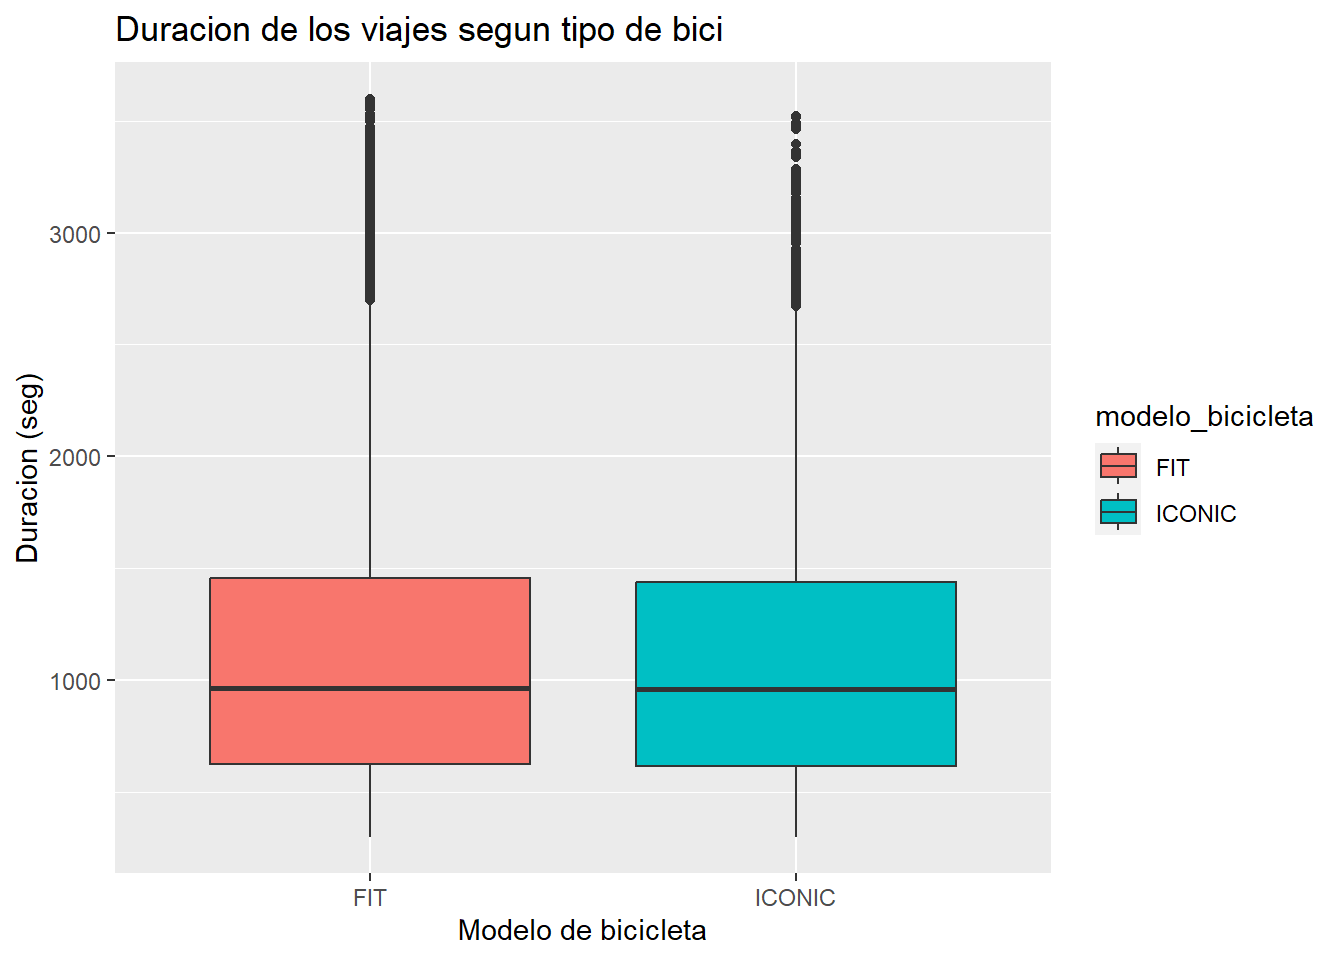 Duracion de los viajes segun tipo de bici
3000
2000
1000
Duracion (seg)
FIT
ICONIC
Modelo de bicicleta
modelo_bicicleta
FIT
ICONIC